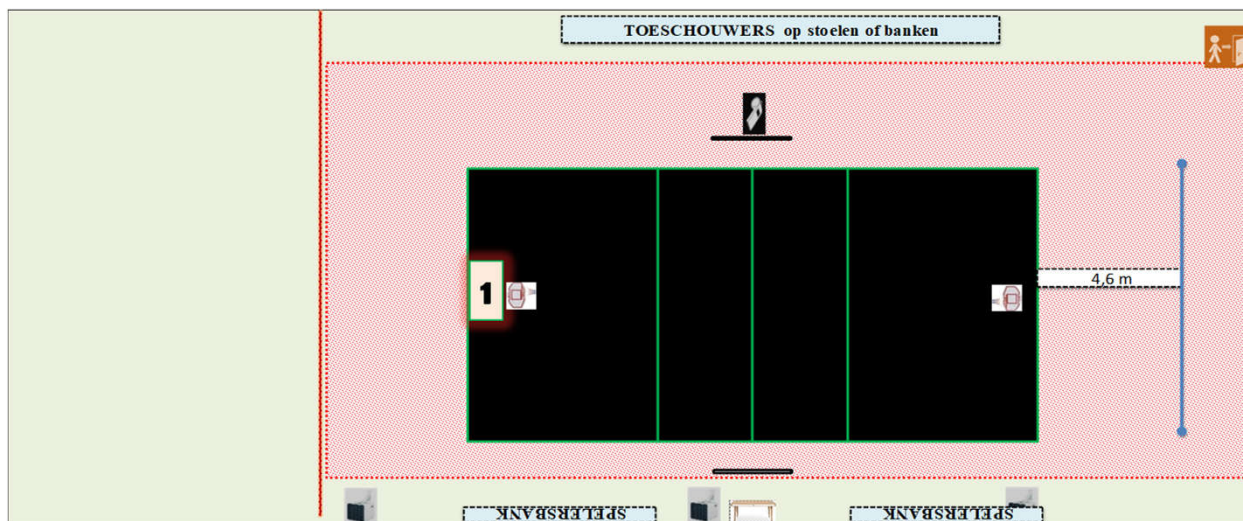 TOESCHOUWERS op stoelen of banken
1
4,6 m
SPELERSBANK
SPELERSBANK